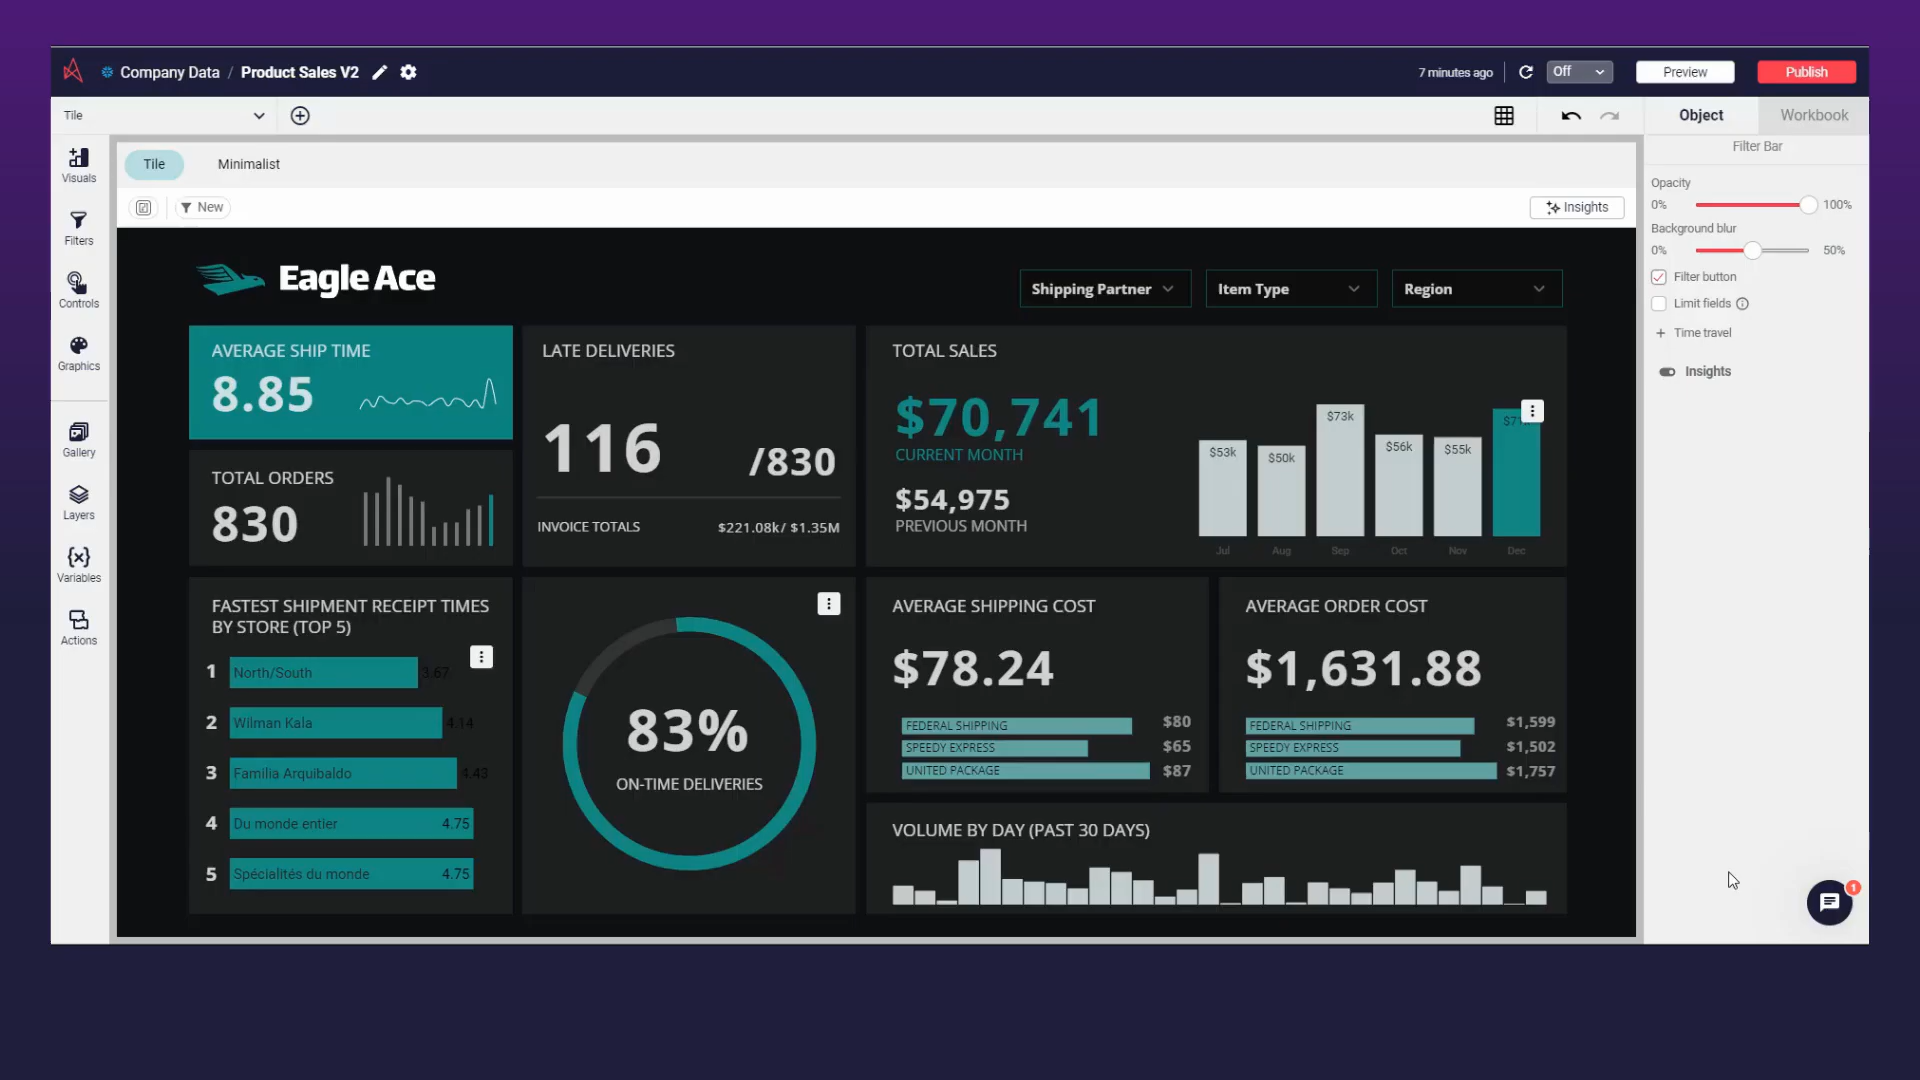 Company Data / Product Sales V2
7 minutes ago
Off
Preview
Publish
Tile
Object
Workbook
Visuals
Filters
Controls
Graphics
Gallery
Layers
Variables
Actions
Tile
Minimalist
New
Insights
Filter Bar
Opacity
0%
100%
Background blur
0%
50%
Filter button
Limit fields
+ Time travel
Insights
1
Eagle Ace
Shipping Partner
Item Type
Region
AVERAGE SHIP TIME
8.85
TOTAL ORDERS
830
LATE DELIVERIES
116
/830
INVOICE TOTALS
$221.08k/ $1.35M
TOTAL SALES
$70,741
CURRENT MONTH
$54,975
PREVIOUS MONTH
$53k
$50k
$73k
$56k
$55k
Jul
Aug
Sep
Oct
Nov
Dec
FASTEST SHIPMENT RECEIPT TIMES
BY STORE (TOP 5)
1 North/South 3.67
2 Wilman Kala 4.14
3 Familia Arquibaldo 4.43
4 Du monde entier 4.75
5 Spécialités du monde 4.75
83%
ON-TIME DELIVERIES
AVERAGE SHIPPING COST
$78.24
FEDERAL SHIPPING $80
SPEEDY EXPRESS $65
UNITED PACKAGE $87
AVERAGE ORDER COST
$1,631.88
FEDERAL SHIPPING $1,599
SPEEDY EXPRESS $1,502
UNITED PACKAGE $1,757
VOLUME BY DAY (PAST 30 DAYS)